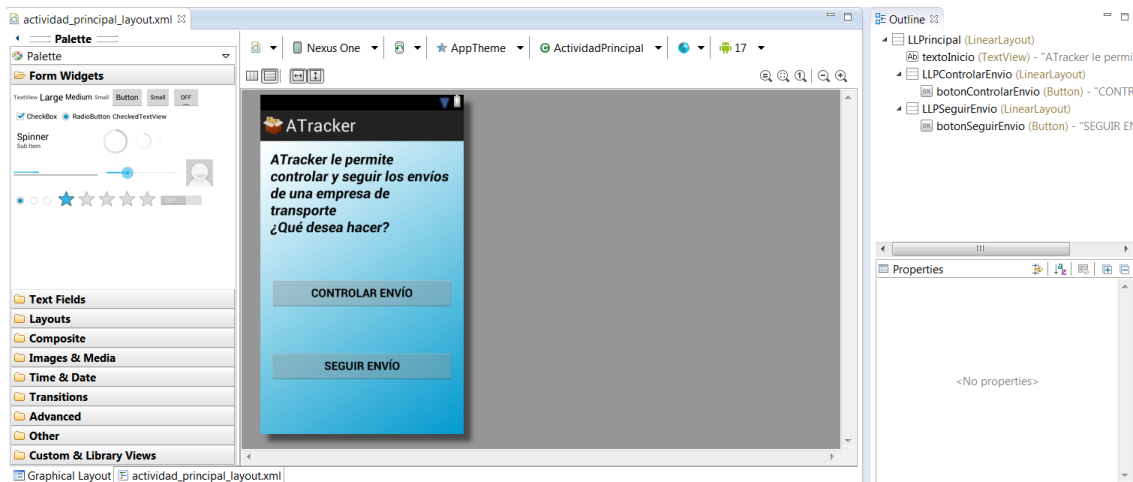 actividad_principal_layout.xml
Palette
Palette
Form Widgets
TextView Large Medium Small Button Small OFF
CheckBox RadioButton CheckedTextView
Spinner
Sub Item
OFF
Text Fields
Layouts
Composite
Images & Media
Time & Date
Transitions
Advanced
Other
Custom & Library Views
Graphical Layout actividad_principal_layout.xml
Nexus One AppTheme ActividadPrincipal 17
ATracker
ATracker le permite
controlar y seguir los envíos
de una empresa de
transporte
¿Qué desea hacer?
CONTROLAR ENVÍO
SEGUIR ENVÍO
Outline
LLPrincipal (LinearLayout)
Ab textoInicio (TextView) - "ATracker le permi
LLPControlarEnvio (LinearLayout)
OK botonControlarEnvio (Button) - "CONTR
LLPSeguirEnvio (LinearLayout)
OK botonSeguirEnvio (Button) - "SEGUIR EN
Properties
<No properties>